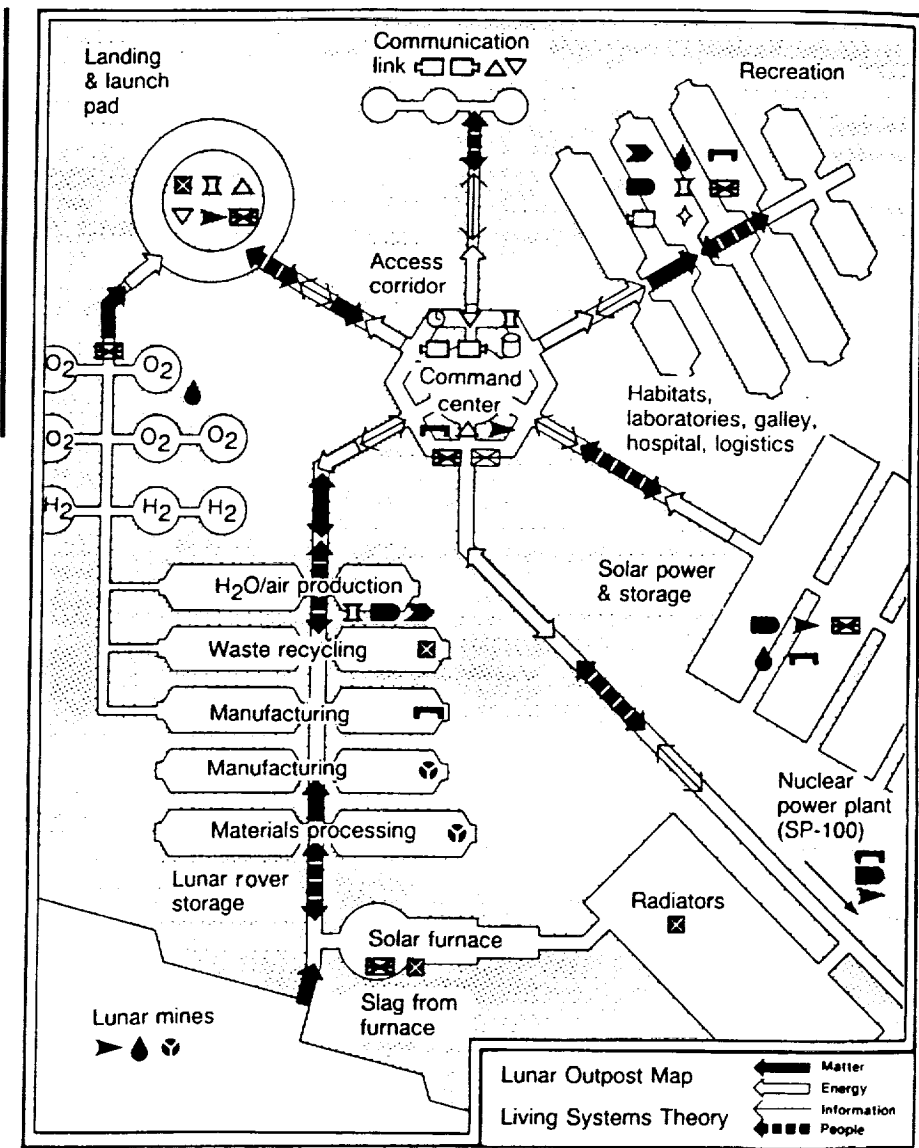 Landing
& launch
pad
Communication
link
Recreation
Access
corridor
O2
O2
O2
O2
O2
H2
H2
H2
Command
center
Habitats,
laboratories, galley,
hospital, logistics
Solar power
& storage
H2O/air production
Waste recycling
Manufacturing
Manufacturing
Materials processing
Nuclear
power plant
(SP-100)
Lunar rover
storage
Radiators
Solar furnace
Slag from
furnace
Lunar mines
Lunar Outpost Map
Living Systems Theory
Matter
Energy
Information
People